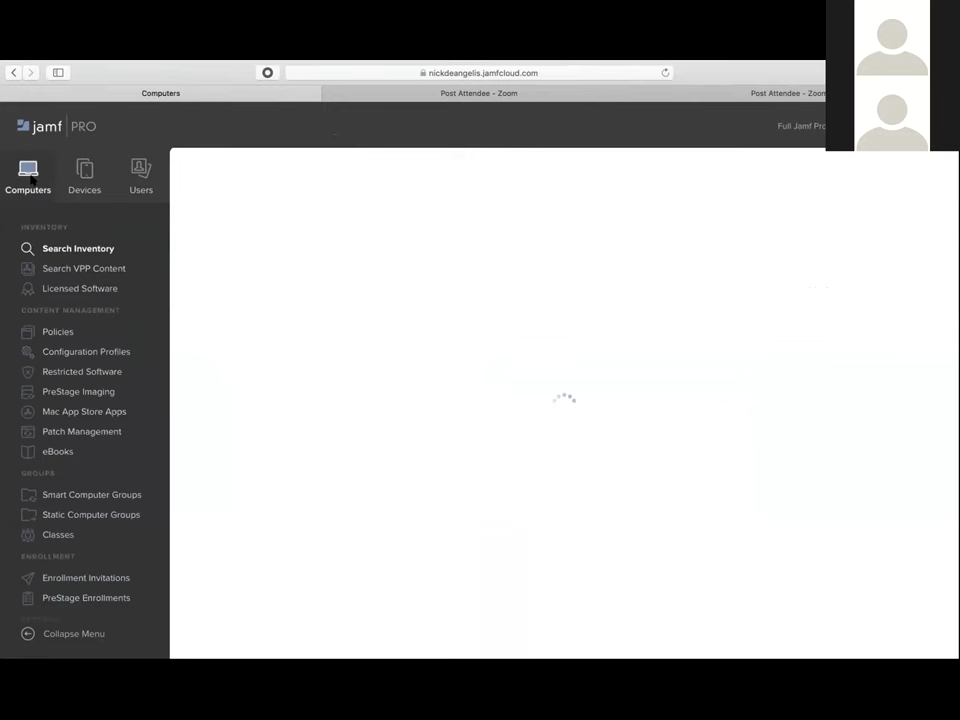 nickdeangelis.jamfcloud.com
Computers
Post Attendee - Zoom
Post Attendee - Zoom
jamf PRO
Full Jamf Pro
Computers
Devices
Users
INVENTORY
Search Inventory
Search VPP Content
Licensed Software
CONTENT MANAGEMENT
Policies
Configuration Profiles
Restricted Software
PreStage Imaging
Mac App Store Apps
Patch Management
eBooks
GROUPS
Smart Computer Groups
Static Computer Groups
Classes
ENROLLMENT
Enrollment Invitations
PreStage Enrollments
Collapse Menu